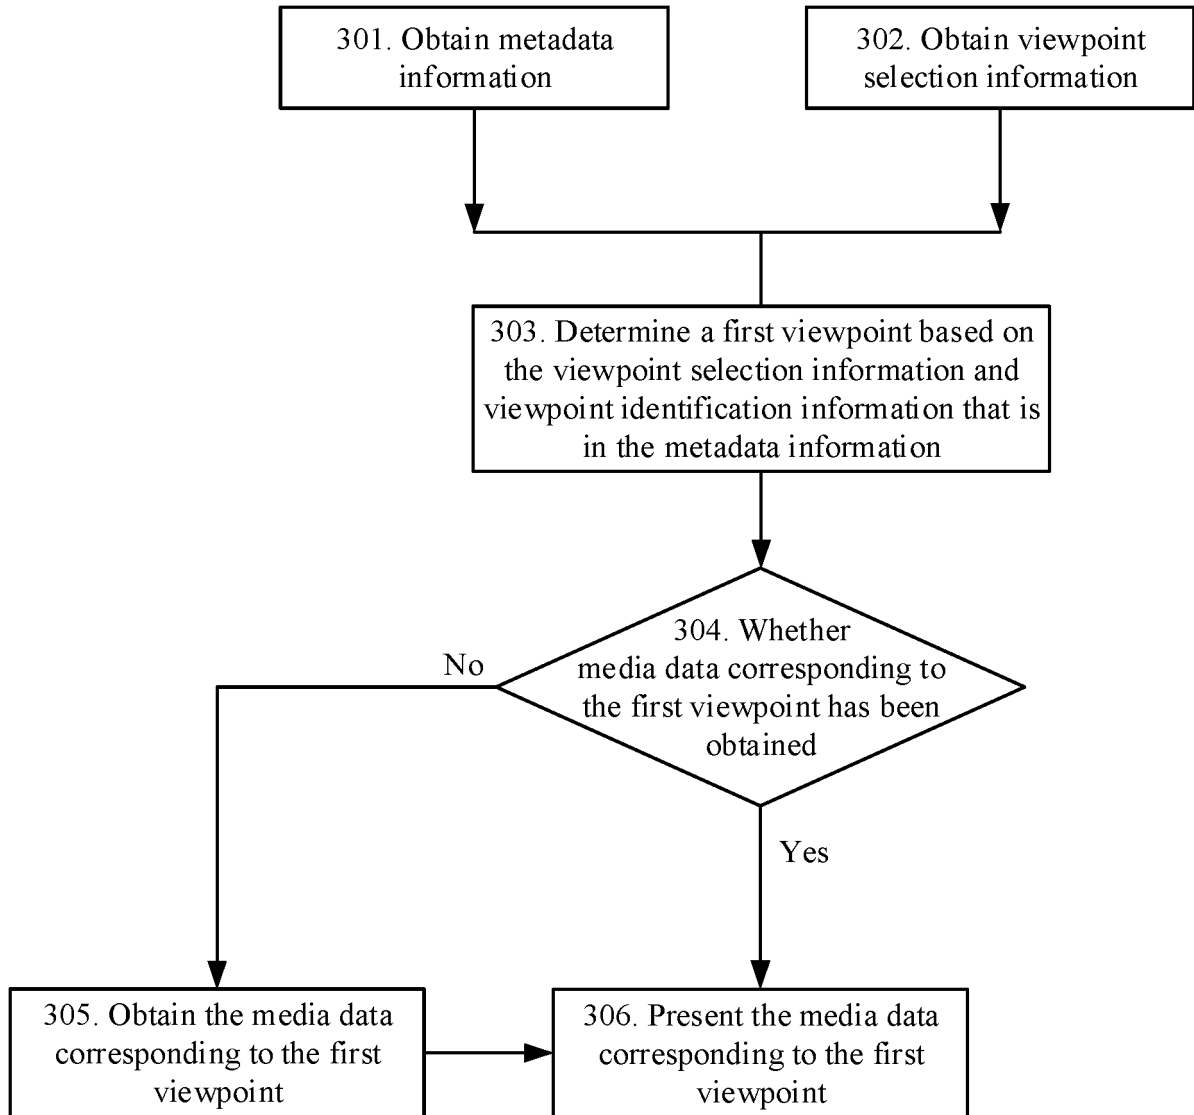 301. Obtain metadata
information
302. Obtain viewpoint
selection information
303. Determine a first viewpoint based on
the viewpoint selection information and
viewpoint identification information that is
in the metadata information
304. Whether
media data corresponding to
the first viewpoint has been
obtained
No
Yes
305. Obtain the media data
corresponding to the first
viewpoint
306. Present the media data
corresponding to the first
viewpoint